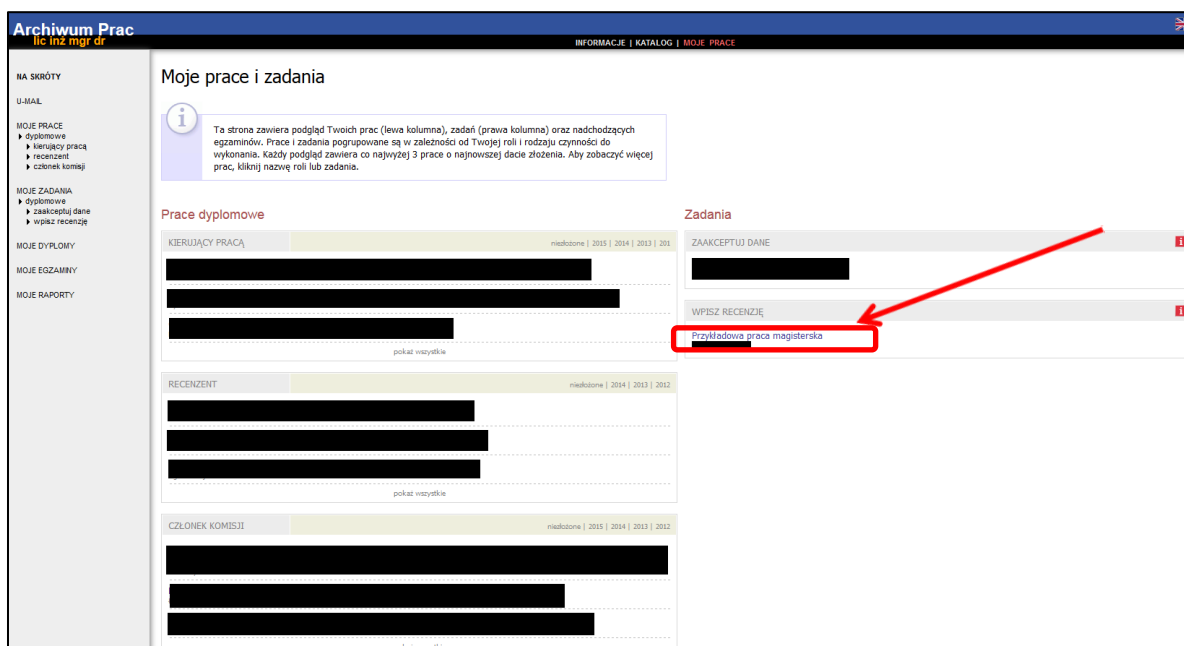 Archiwum Prac
lic inż mgr dr
INFORMACJE | KATALOG | MOJE PRACE
NA SKRÓTY
U-MAIL
MOJE PRACE
dyplomowe
kierujący pracą
recenzent
członek komisji
MOJE ZADANIA
dyplomowe
zaakceptuj dane
wpisz recenzję
MOJE DYPLOMY
MOJE EGZAMINY
MOJE RAPORTY
Moje prace i zadania
i
Ta strona zawiera podgląd Twoich prac (lewa kolumna), zadań (prawa kolumna) oraz nadchodzących
egzaminów. Prace i zadania pogrupowane są w zależności od Twojej roli i rodzaju czynności do
wykonania. Każdy podgląd zawiera co najwyżej 3 prace o najnowszej dacie złożenia. Aby zobaczyć więcej
prac, kliknij nazwę roli lub zadania.
Prace dyplomowe
KIERUJĄCY PRACĄ
niezłożone | 2015 | 2014 | 2013 | 201
pokaż wszystkie
RECENZENT
niezłożone | 2014 | 2013 | 2012
pokaż wszystkie
CZŁONEK KOMISJI
niezłożone | 2015 | 2014 | 2013 | 2012
Zadania
ZAAKCEPTUJ DANE
i
WPISZ RECENZJĘ
i
Przykładowa praca magisterska